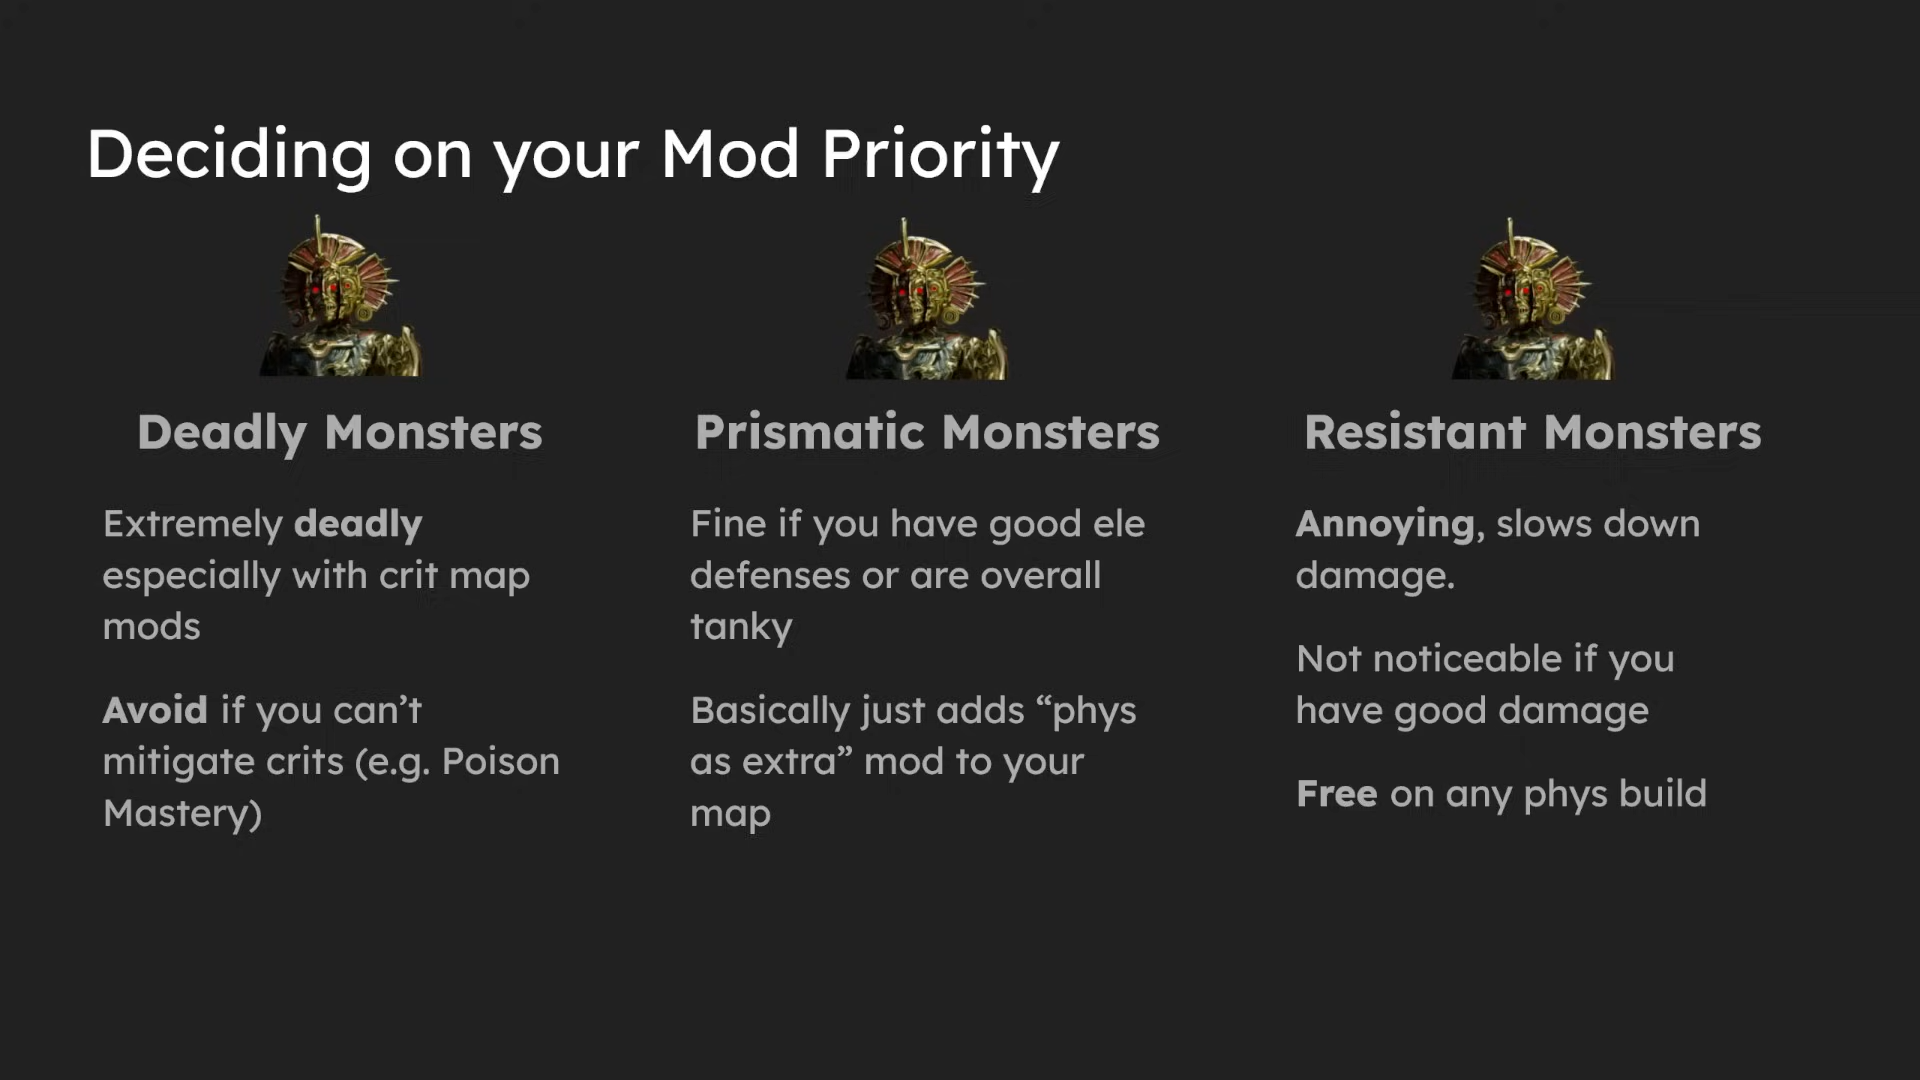 Deciding on your Mod Priority
Deadly Monsters
Extremely deadly
especially with crit map
mods
Avoid if you can’t
mitigate crits (e.g. Poison
Mastery)
Prismatic Monsters
Fine if you have good ele
defenses or are overall
tanky
Basically just adds “phys
as extra” mod to your
map
Resistant Monsters
Annoying, slows down
damage.
Not noticeable if you
have good damage
Free on any phys build